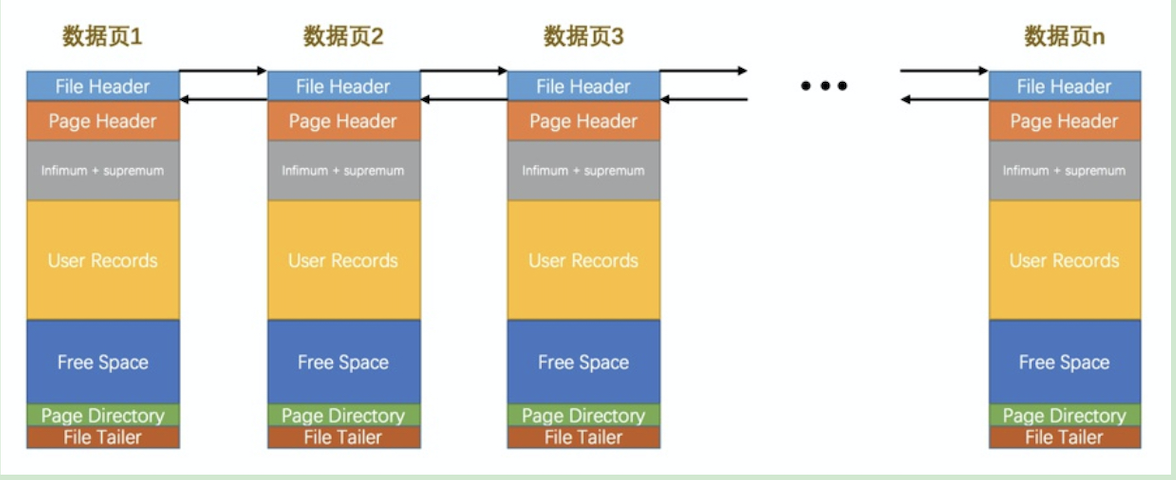 数据页1
数据页2
数据页3
数据页n
File Header
File Header
File Header
File Header
Page Header
Page Header
Page Header
Page Header
Infimum + supremum
Infimum + supremum
Infimum + supremum
Infimum + supremum
User Records
User Records
User Records
User Records
Free Space
Free Space
Free Space
Free Space
Page Directory
Page Directory
Page Directory
Page Directory
File Tailer
File Tailer
File Tailer
File Tailer